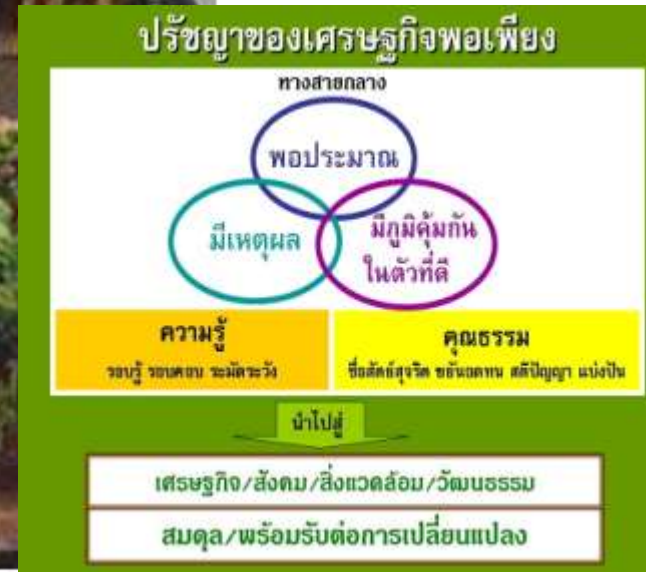 ปรัชญาของเศรษฐกิจพอเพียง
ทางสายกลาง
พอประมาณ
มีเหตุผล
มีภูมิคุ้มกัน
ในตัวที่ดี
ความรู้
รอบรู้ รอบคอบ ระมัดระวัง
คุณธรรม
ซื่อสัตย์สุจริต ขยันอดทน สติปัญญา แบ่งปัน
นำไปสู่
เศรษฐกิจ/สังคม/สิ่งแวดล้อม/วัฒนธรรม
สมดุล/พร้อมรับต่อการเปลี่ยนแปลง